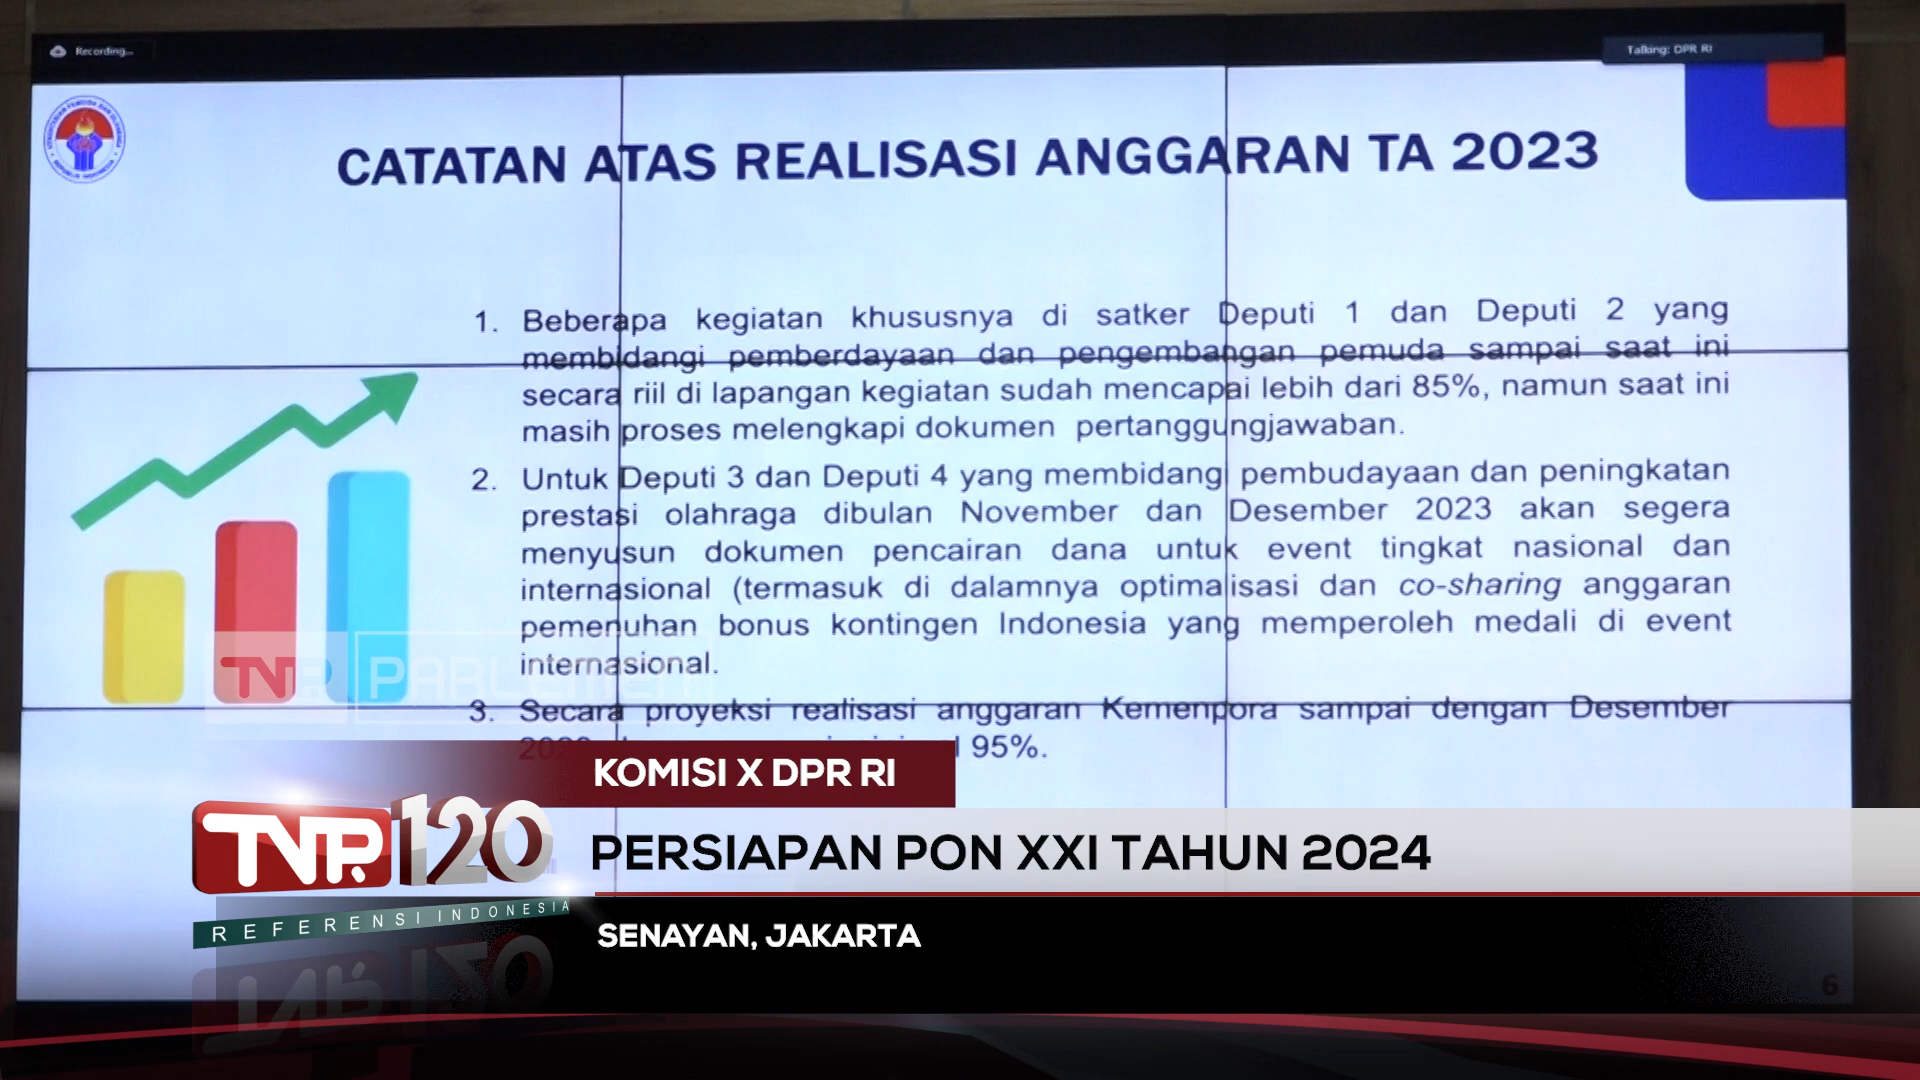 Recording...
Talking: DPR RI
CATATAN ATAS REALISASI ANGGARAN TA 2023
1. Beberapa kegiatan khususnya di satker Deputi 1 dan Deputi 2 yang
membidangi pemberdayaan dan pengembangan pemuda sampai saat ini
secara riil di lapangan kegiatan sudah mencapai lebih dari 85%, namun saat ini
masih proses melengkapi dokumen pertanggungjawaban.
2. Untuk Deputi 3 dan Deputi 4 yang membidangi pembudayaan dan peningkatan
prestasi olahraga dibulan November dan Desember 2023 akan segera
menyusun dokumen pencairan dana untuk event tingkat nasional dan
internasional (termasuk di dalamnya optimalisasi dan co-sharing anggaran
pemenuhan bonus kontingen Indonesia yang memperoleh medali di event
internasional.
TVR PARLEMEN
3. Secara proyeksi realisasi anggaran Kemenpora sampai dengan Desember
95%.
KOMISI X DPR RI
TVR 120
PERSIAPAN PON XXI TAHUN 2024
REFERENSI INDONESIA
SENAYAN, JAKARTA
6